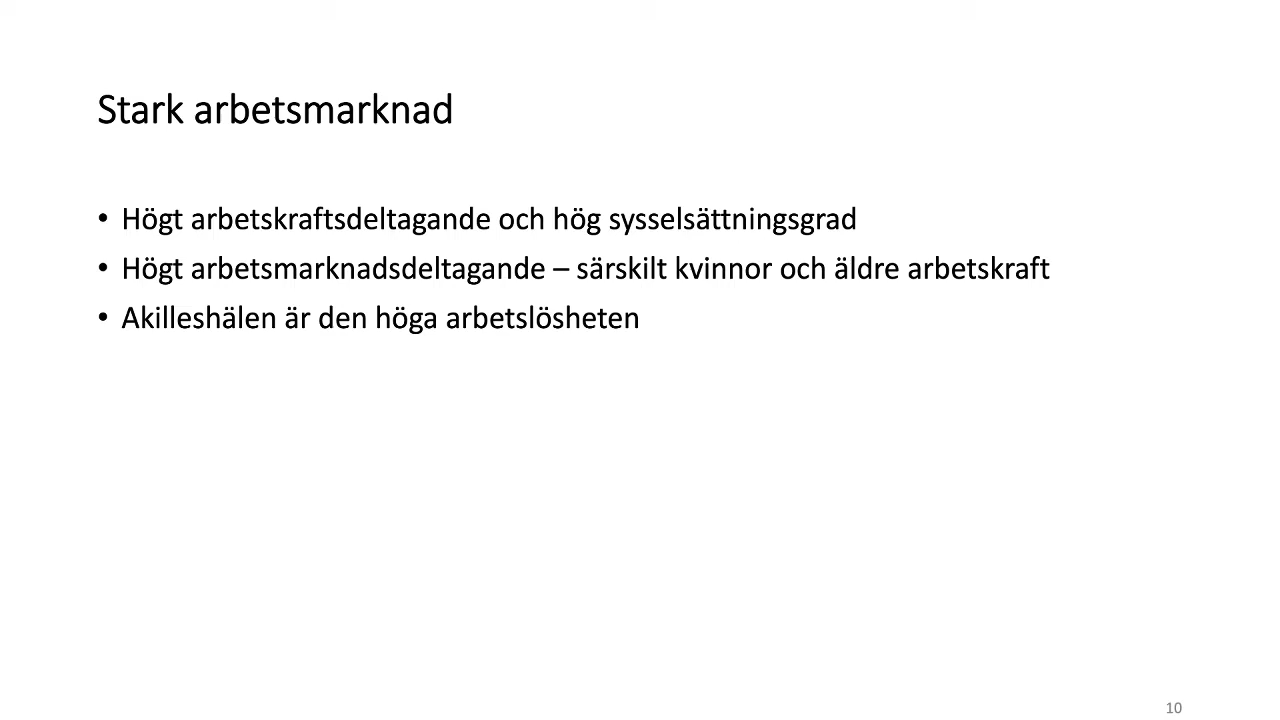 Stark arbetsmarknad
• Högt arbetskraftsdeltagande och hög sysselsättningsgrad
• Högt arbetsmarknadsdeltagande – särskilt kvinnor och äldre arbetskraft
• Akilleshälen är den höga arbetslösheten
10